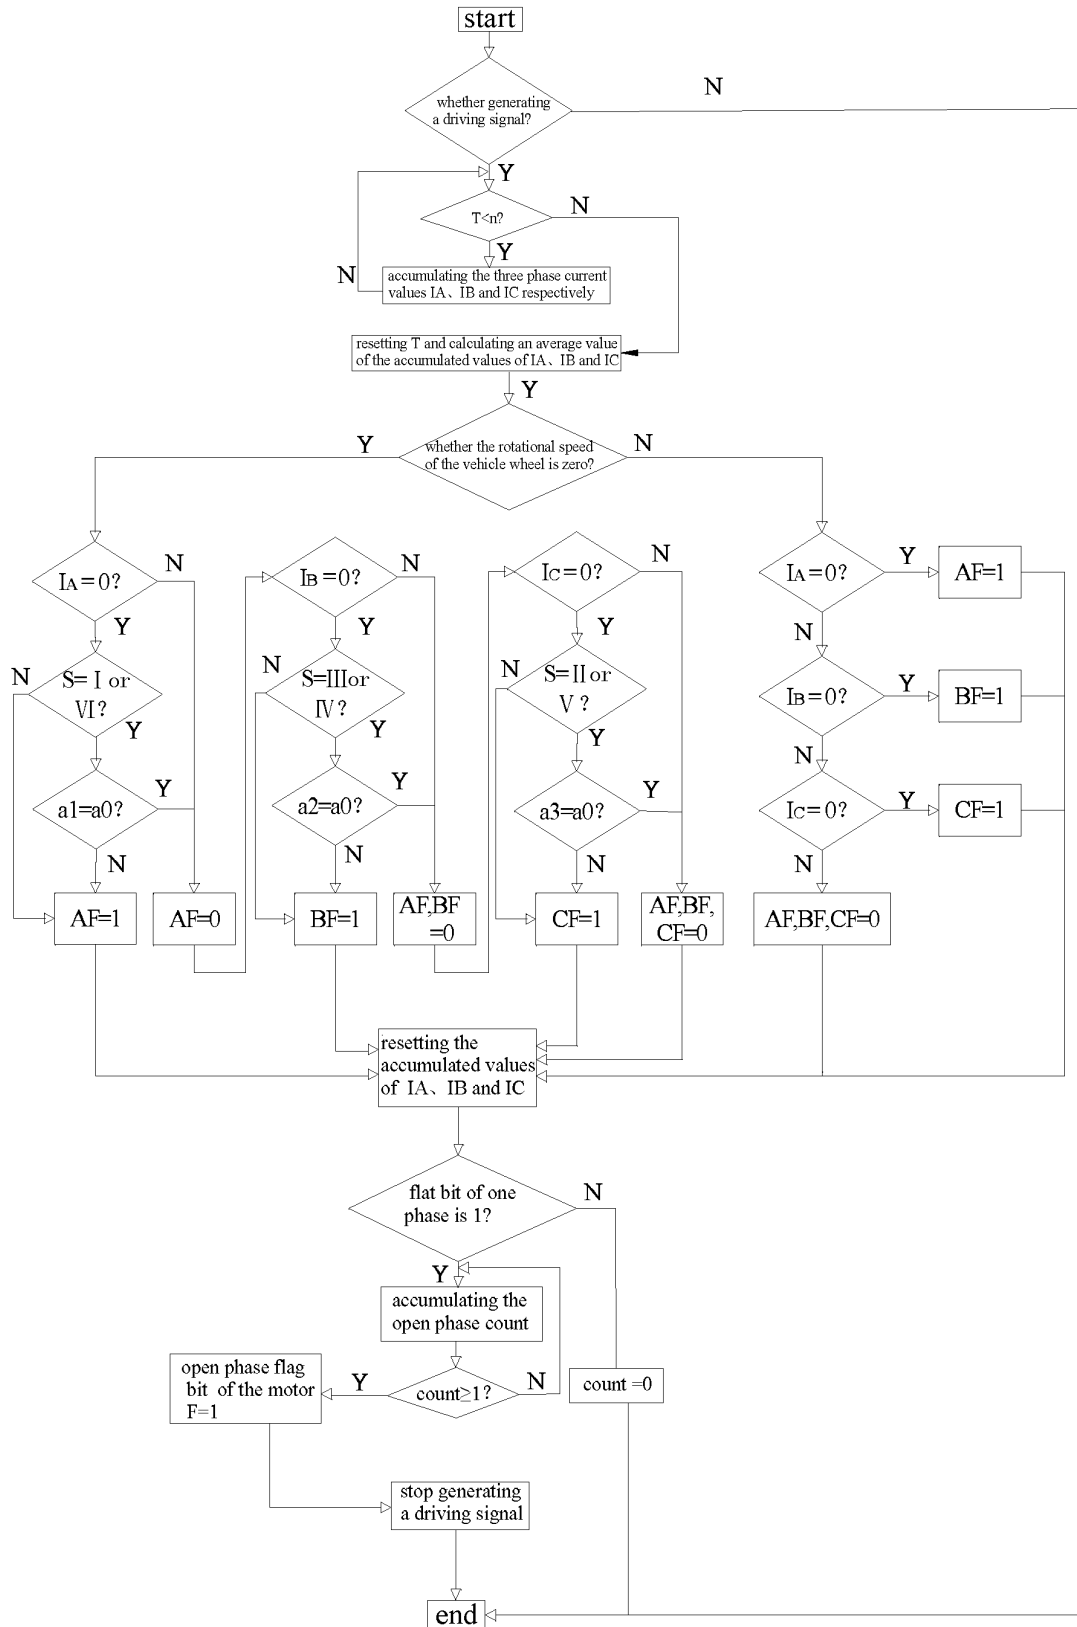 start
whether generating
a driving signal?
N
Y
T<n?
N
Y
N
accumulating the three phase current
values IA、IB and IC respectively
resetting T and calculating an average value
of the accumulated values of IA、IB and IC
Y
whether the rotational speed
of the vehicle wheel is zero?
Y
N
IA=0?
N
Y
S= I or
VI?
N
Y
a1=a0?
Y
N
AF=1
AF=0
IB=0?
N
Y
S=III or
IV?
N
Y
a2=a0?
Y
N
BF=1
AF,BF
=0
IC=0?
N
Y
S=II or
V?
N
Y
a3=a0?
Y
N
CF=1
AF,BF,
CF=0
IA=0?
Y
AF=1
N
IB=0?
Y
BF=1
N
IC=0?
Y
CF=1
N
AF,BF,CF=0
resetting the
accumulated values
of IA、IB and IC
flat bit of one
phase is 1?
N
Y
accumulating the
open phase count
count≥1?
Y
N
open phase flag
bit of the motor
F=1
count =0
stop generating
a driving signal
end